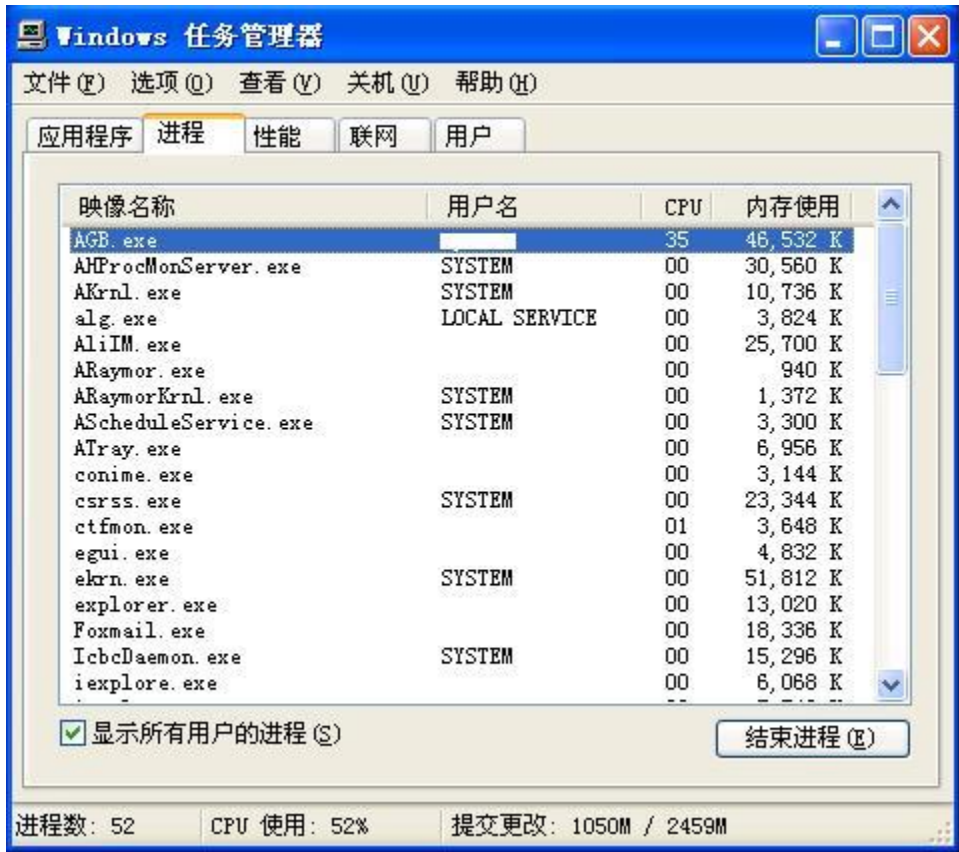 Windows 任务管理器
文件(F) 选项(O) 查看(V) 关机(U) 帮助(H)
应用程序 进程 性能 联网 用户
映像名称 用户名 CPU 内存使用
AGB.exe 35 46,532 K
AHProcMonServer.exe SYSTEM 00 30,560 K
AKrnl.exe SYSTEM 00 10,736 K
alg.exe LOCAL SERVICE 00 3,824 K
AliIM.exe 00 25,700 K
ARaymor.exe 00 940 K
ARaymorKrnl.exe SYSTEM 00 1,372 K
AScheduleService.exe SYSTEM 00 3,300 K
ATray.exe 00 6,956 K
conime.exe 00 3,144 K
csrss.exe SYSTEM 00 23,344 K
ctfmon.exe 01 3,648 K
egui.exe 00 4,832 K
ekrn.exe SYSTEM 00 51,812 K
explorer.exe 00 13,020 K
Foxmail.exe 00 18,336 K
IcbcDaemon.exe SYSTEM 00 15,296 K
iexplore.exe 00 6,068 K
显示所有用户的进程(S) 结束进程(E)
进程数: 52 CPU 使用: 52% 提交更改: 1050M / 2459M